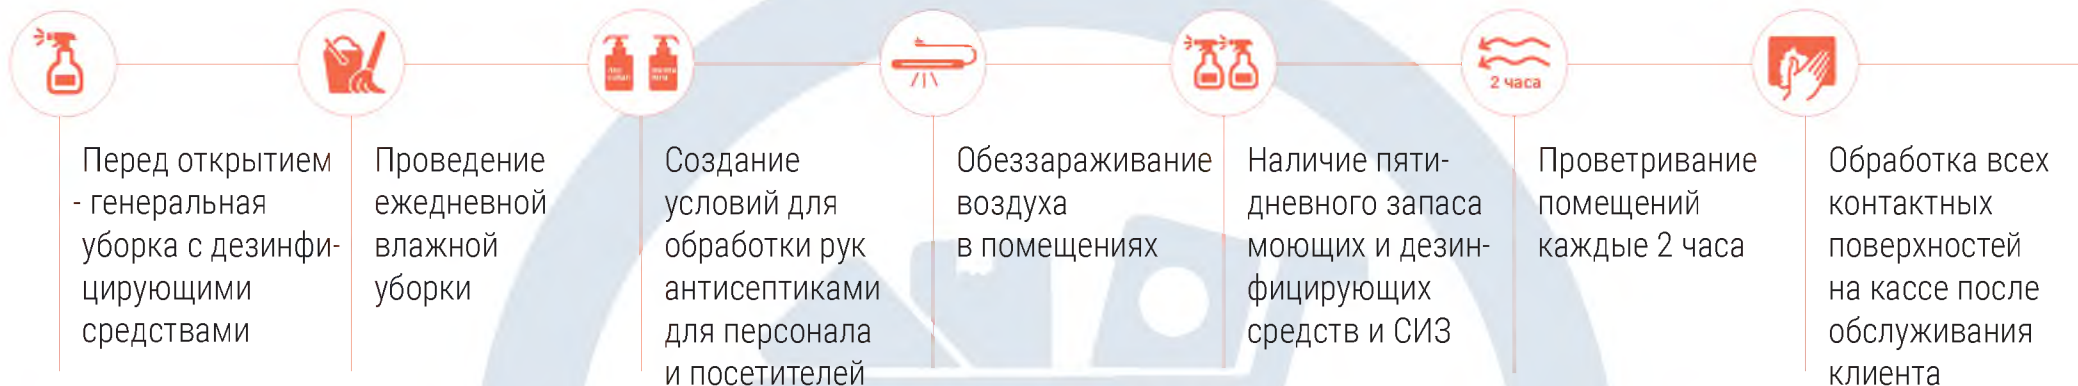 2 часа
Перед открытием
- генеральная
уборка с дезинфи-
цирующими
средствами
Проведение
ежедневной
влажной
уборки
Создание
условий для
обработки рук
антисептиками
для персонала
и посетителей
Обеззараживание
воздуха
в помещениях
Наличие пяти-
дневного запаса
моющих и дезин-
фицирующих
средств и СИЗ
Проветривание
помещений
каждые 2 часа
Обработка всех
контактных
поверхностей
на кассе после
обслуживания
клиента